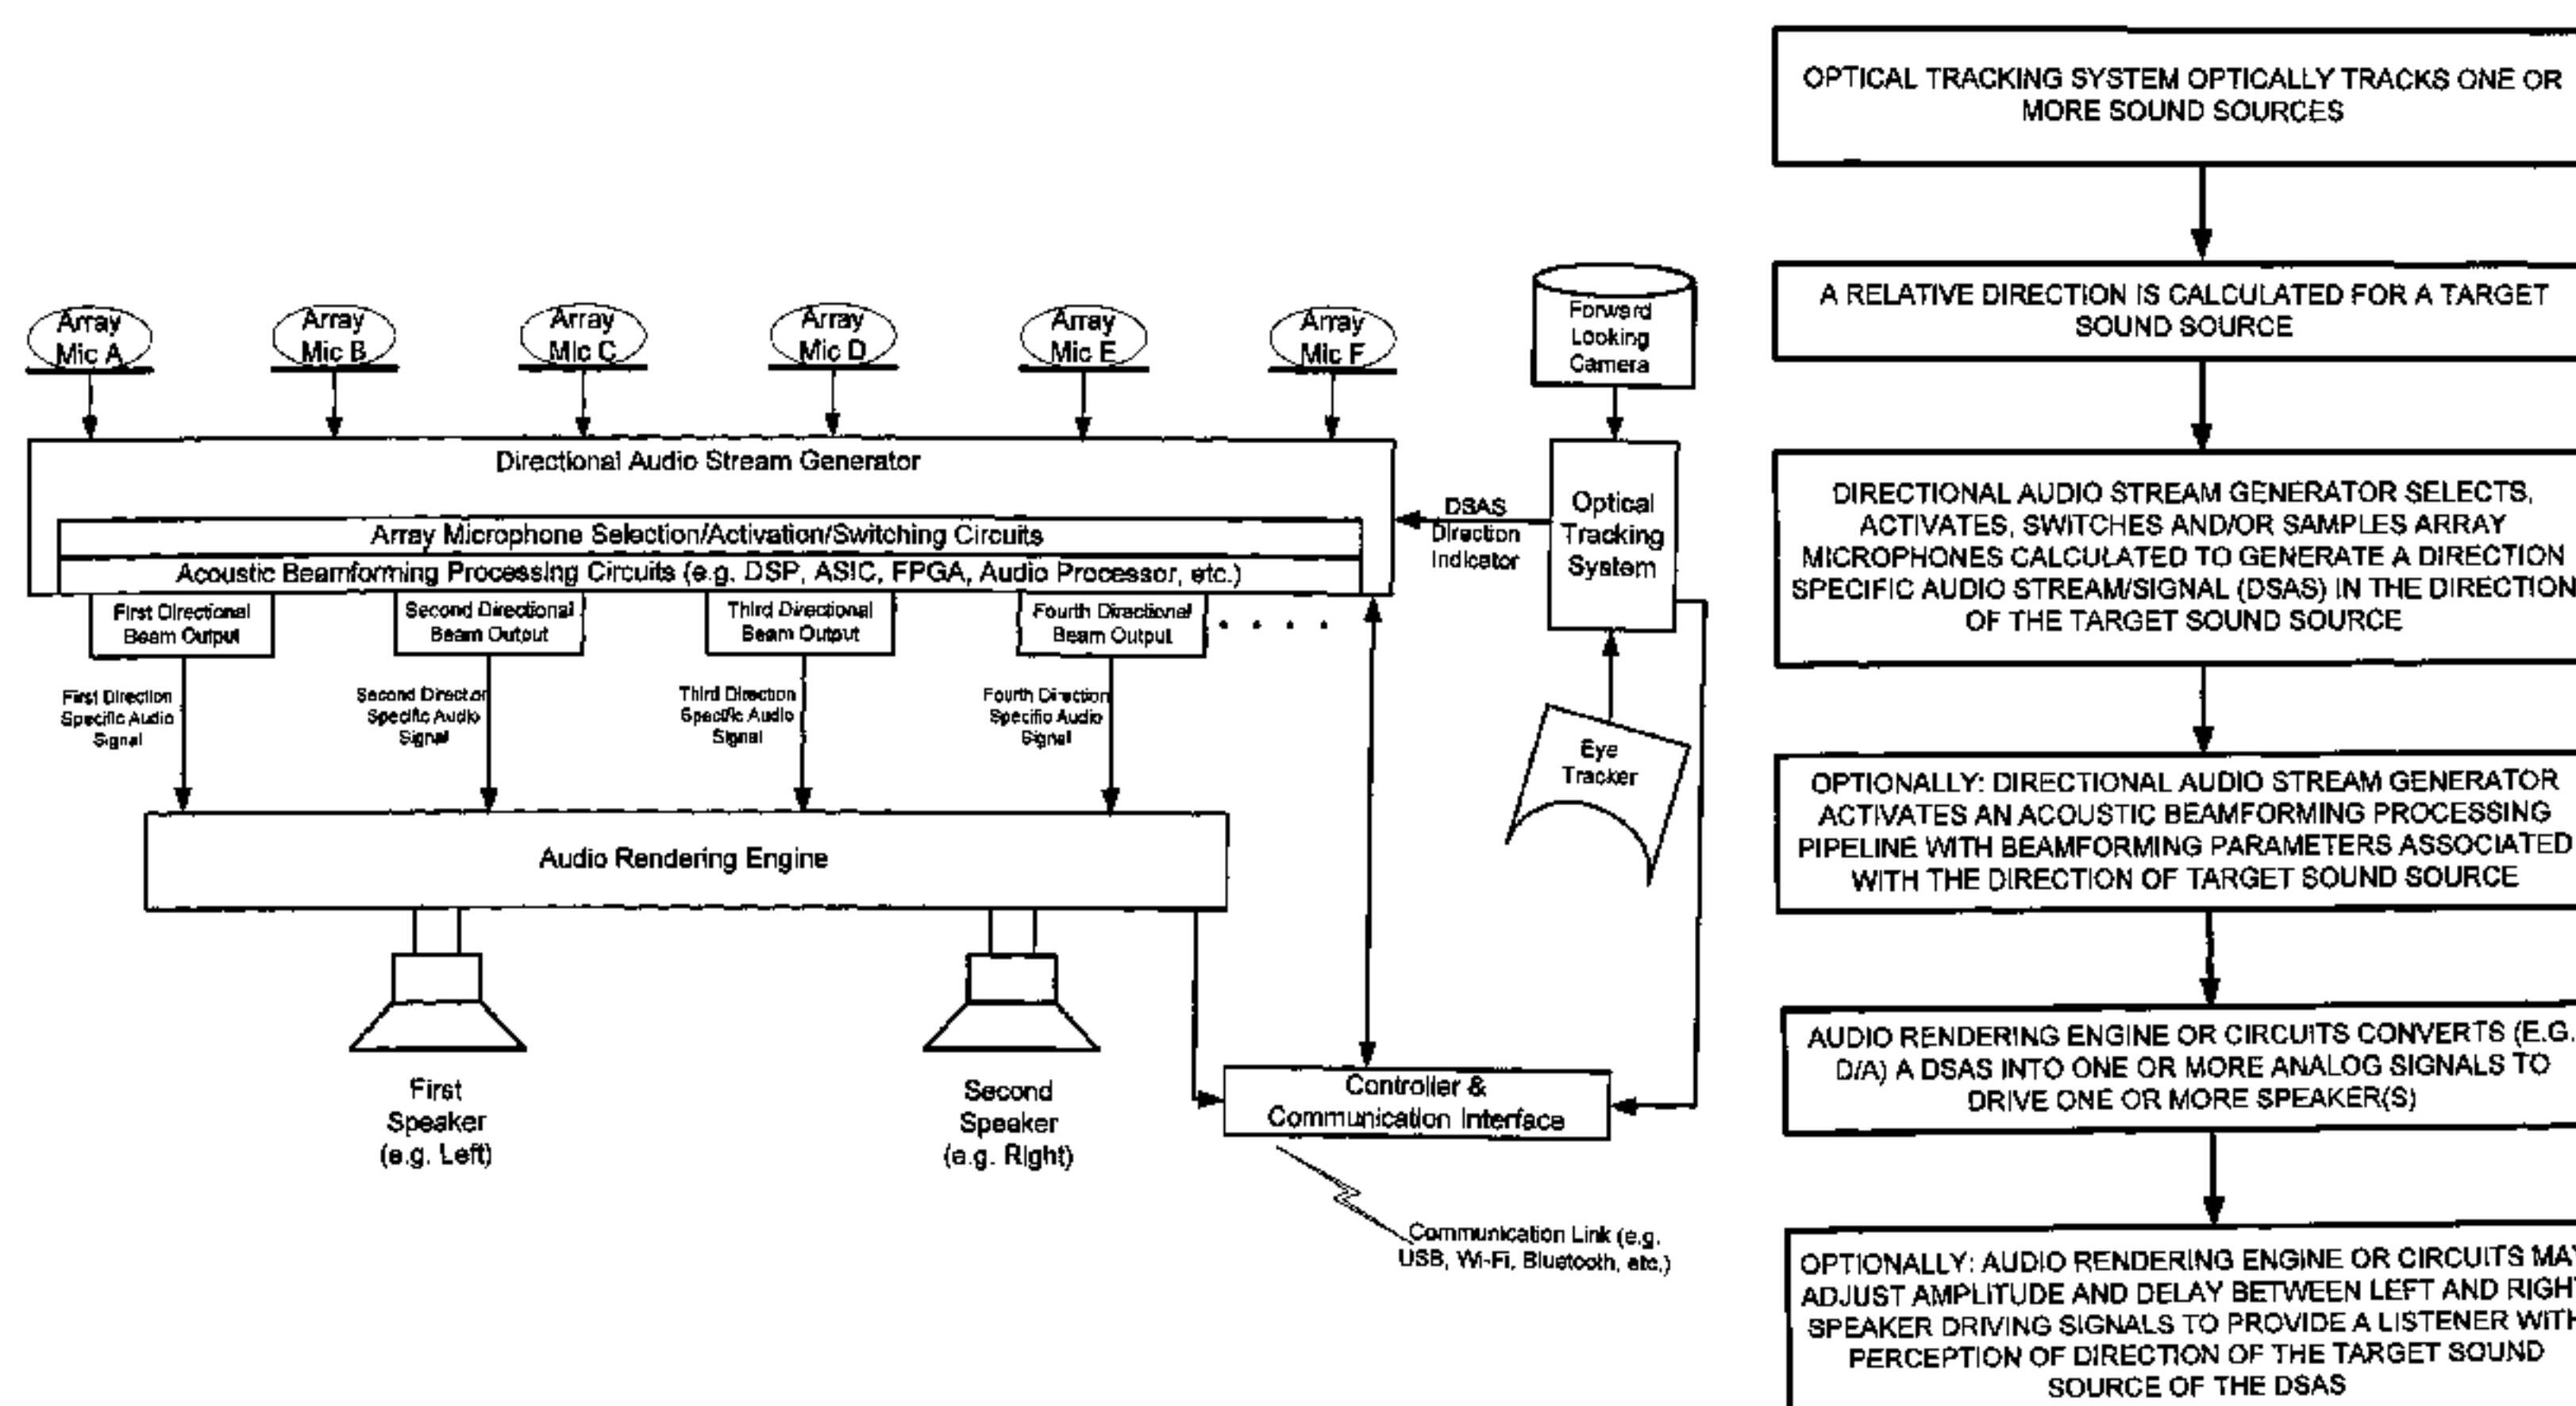 Array
Mic A
Array
Mic B
Array
Mic C
Array
Mic D
Array
Mic E
Array
Mic F
Forward
Looking
Camera
Directional Audio Stream Generator
Array Microphone Selection/Activation/Switching Circuits
Acoustic Beamforming Processing Circuits (e.g. DSP, ASIC, FPGA, Audio Processor, etc.)
DSAS
Direction
Indicator
Optical
Tracking
System
First Directional
Beam Output
Second Directional
Beam Output
Third Directional
Beam Output
Fourth Directional
Beam Output
. . . .
First Direction
Specific Audio
Signal
Second Direction
Specific Audio
Signal
Third Direction
Specific Audio
Signal
Fourth Direction
Specific Audio
Signal
Eye
Tracker
Audio Rendering Engine
First
Speaker
(e.g. Left)
Second
Speaker
(e.g. Right)
Controller &
Communication Interface
Communication Link (e.g.
USB, Wi-Fi, Bluetooth, etc.)
OPTICAL TRACKING SYSTEM OPTICALLY TRACKS ONE OR
MORE SOUND SOURCES
A RELATIVE DIRECTION IS CALCULATED FOR A TARGET
SOUND SOURCE
DIRECTIONAL AUDIO STREAM GENERATOR SELECTS,
ACTIVATES, SWITCHES AND/OR SAMPLES ARRAY
MICROPHONES CALCULATED TO GENERATE A DIRECTION
SPECIFIC AUDIO STREAM/SIGNAL (DSAS) IN THE DIRECTION
OF THE TARGET SOUND SOURCE
OPTIONALLY: DIRECTIONAL AUDIO STREAM GENERATOR
ACTIVATES AN ACOUSTIC BEAMFORMING PROCESSING
PIPELINE WITH BEAMFORMING PARAMETERS ASSOCIATED
WITH THE DIRECTION OF TARGET SOUND SOURCE
AUDIO RENDERING ENGINE OR CIRCUITS CONVERTS (E.G.
D/A) A DSAS INTO ONE OR MORE ANALOG SIGNALS TO
DRIVE ONE OR MORE SPEAKER(S)
OPTIONALLY: AUDIO RENDERING ENGINE OR CIRCUITS MAY
ADJUST AMPLITUDE AND DELAY BETWEEN LEFT AND RIGHT
SPEAKER DRIVING SIGNALS TO PROVIDE A LISTENER WITH
PERCEPTION OF DIRECTION OF THE TARGET SOUND
SOURCE OF THE DSAS